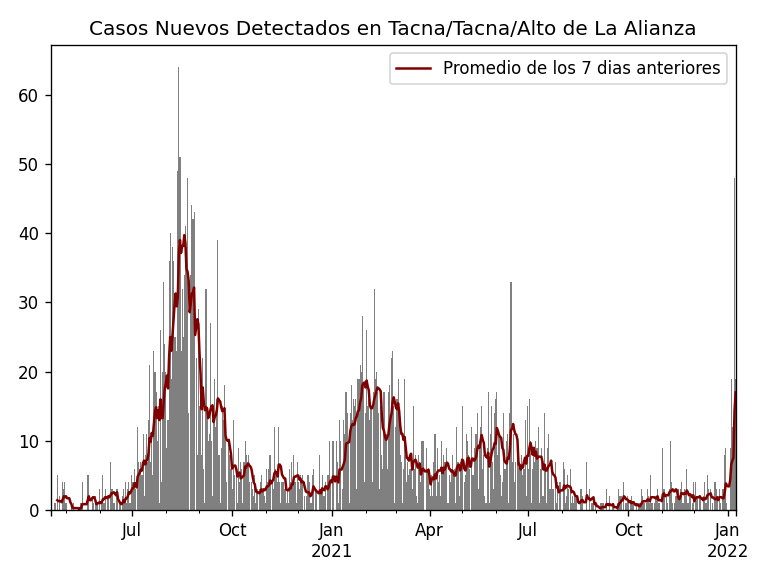 Casos Nuevos Detectados en Tacna/Tacna/Alto de La Alianza
Promedio de los 7 dias anteriores
60
50
40
30
20
10
0
Jul
Oct
Jan
2021
Apr
Jul
Oct
Jan
2022